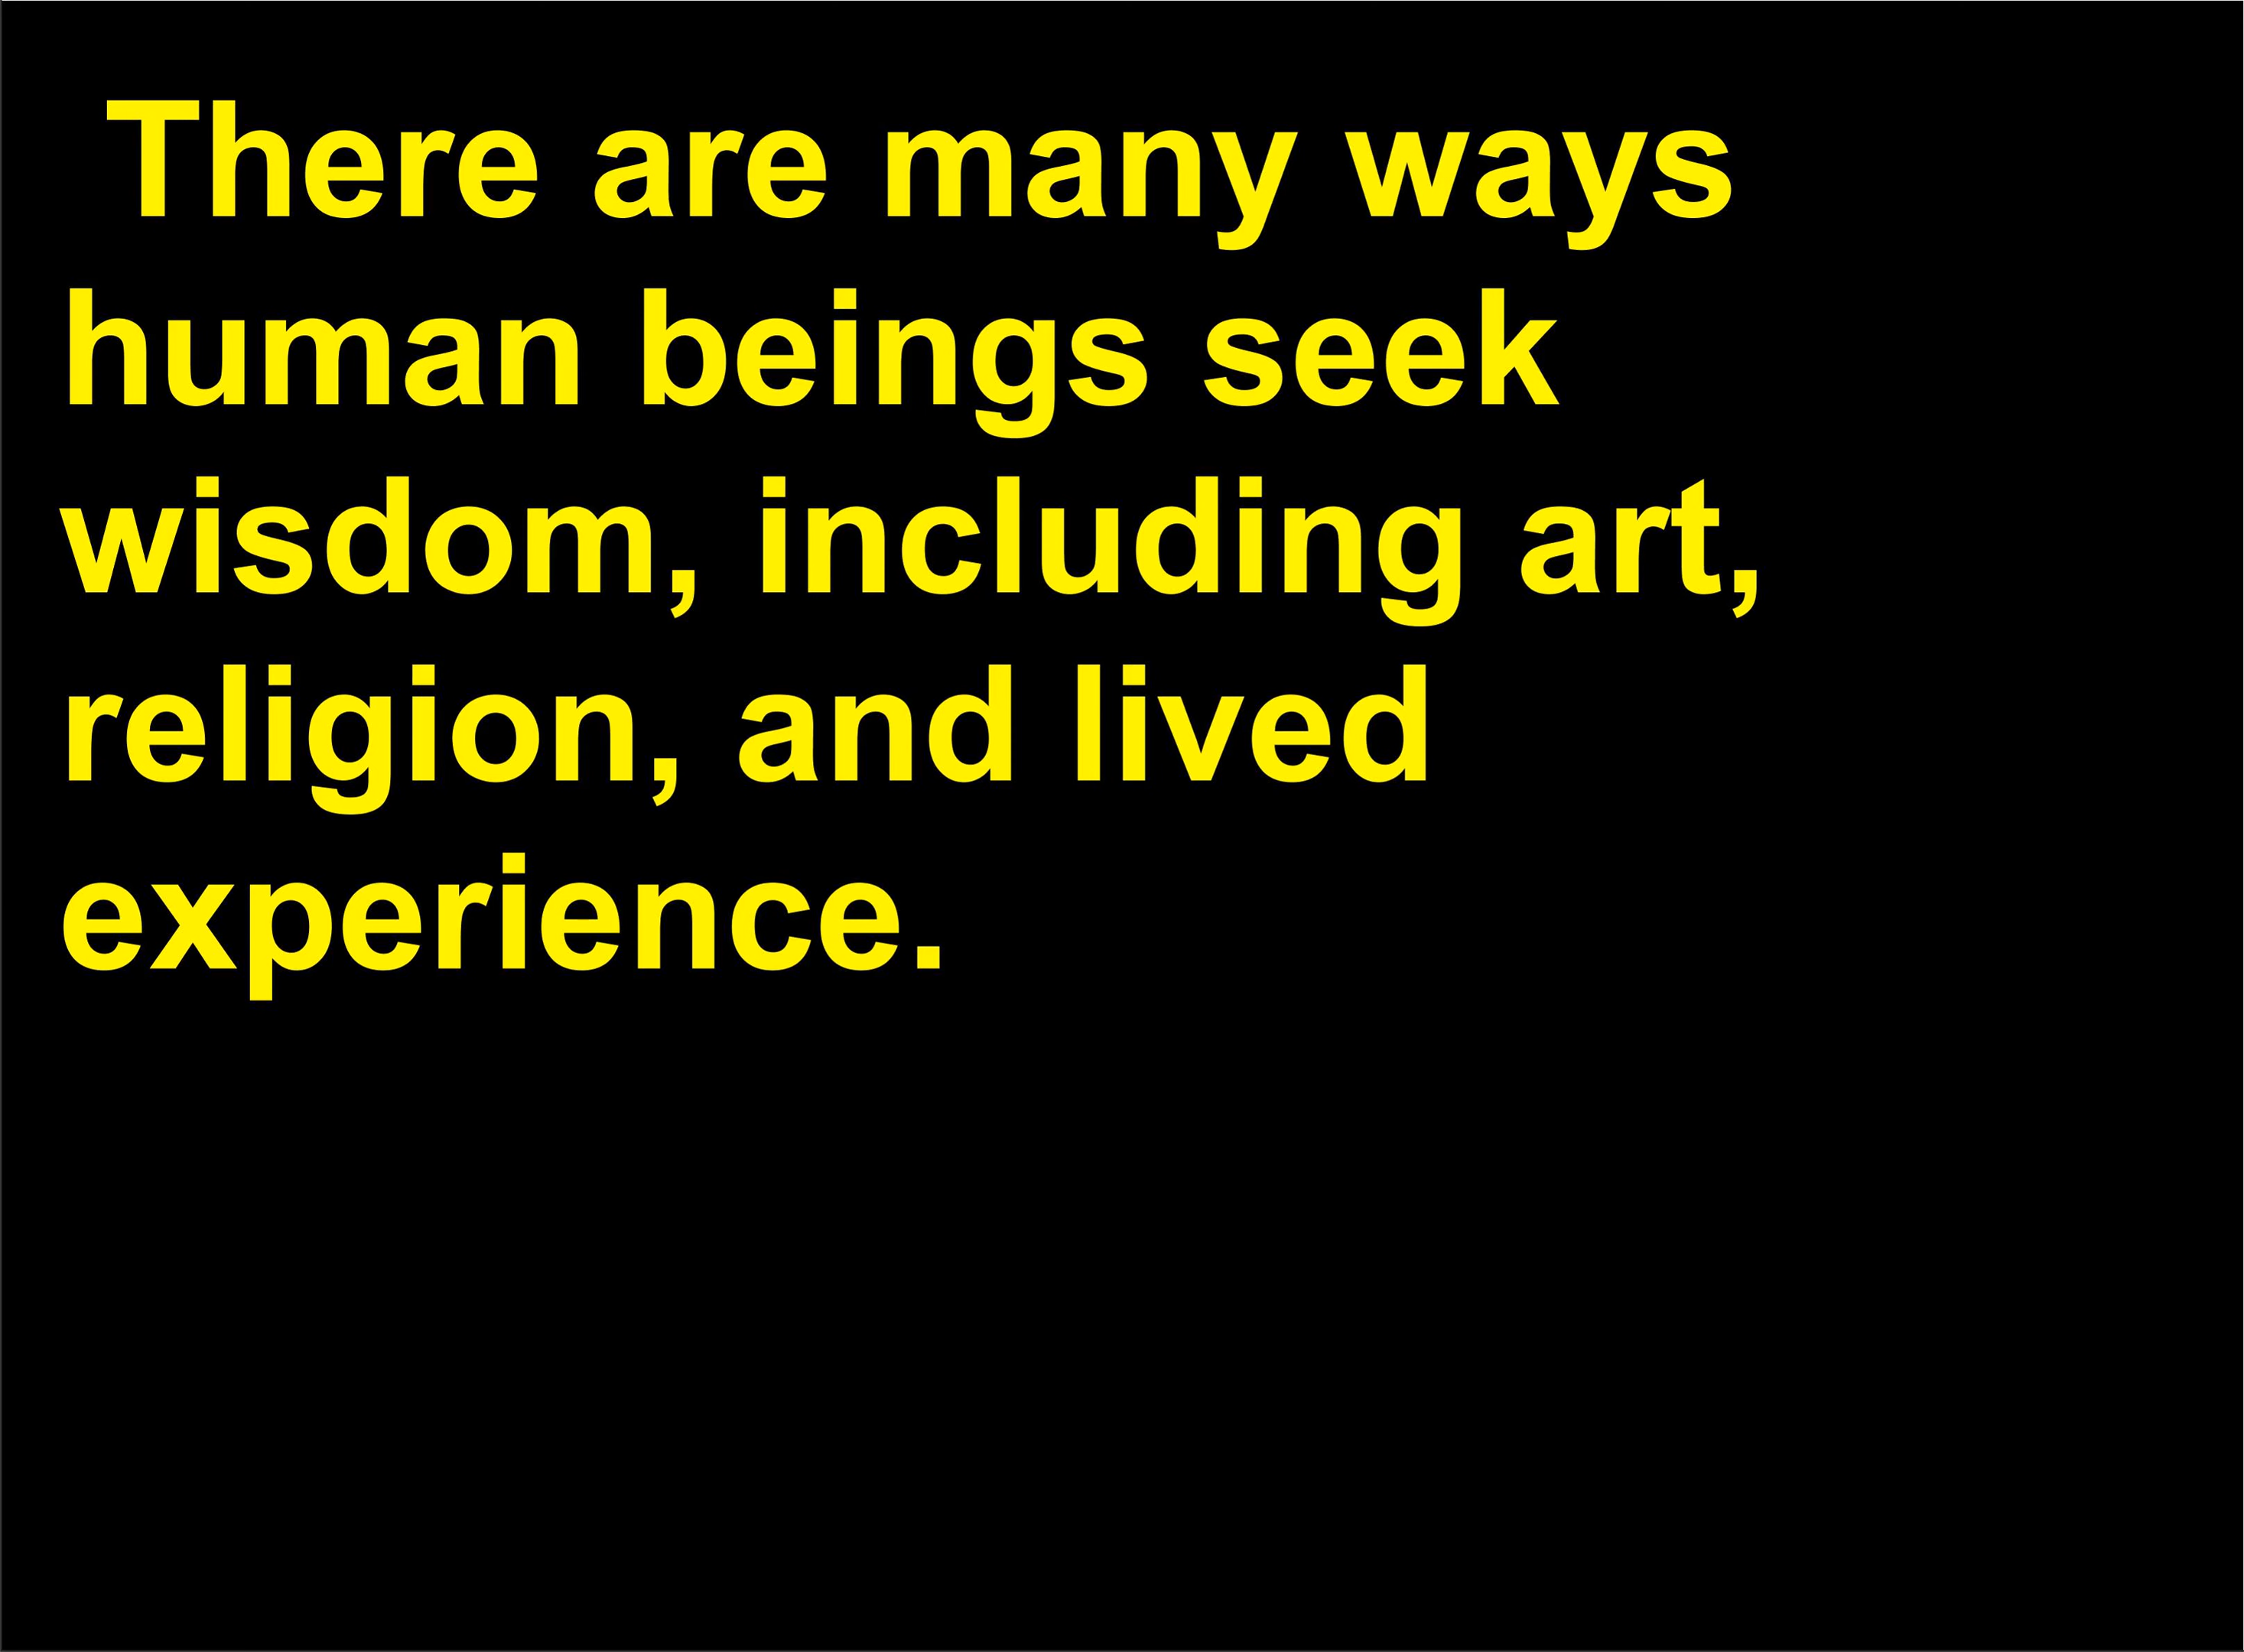 There are many ways
human beings seek
wisdom, including art,
religion, and lived
experience.